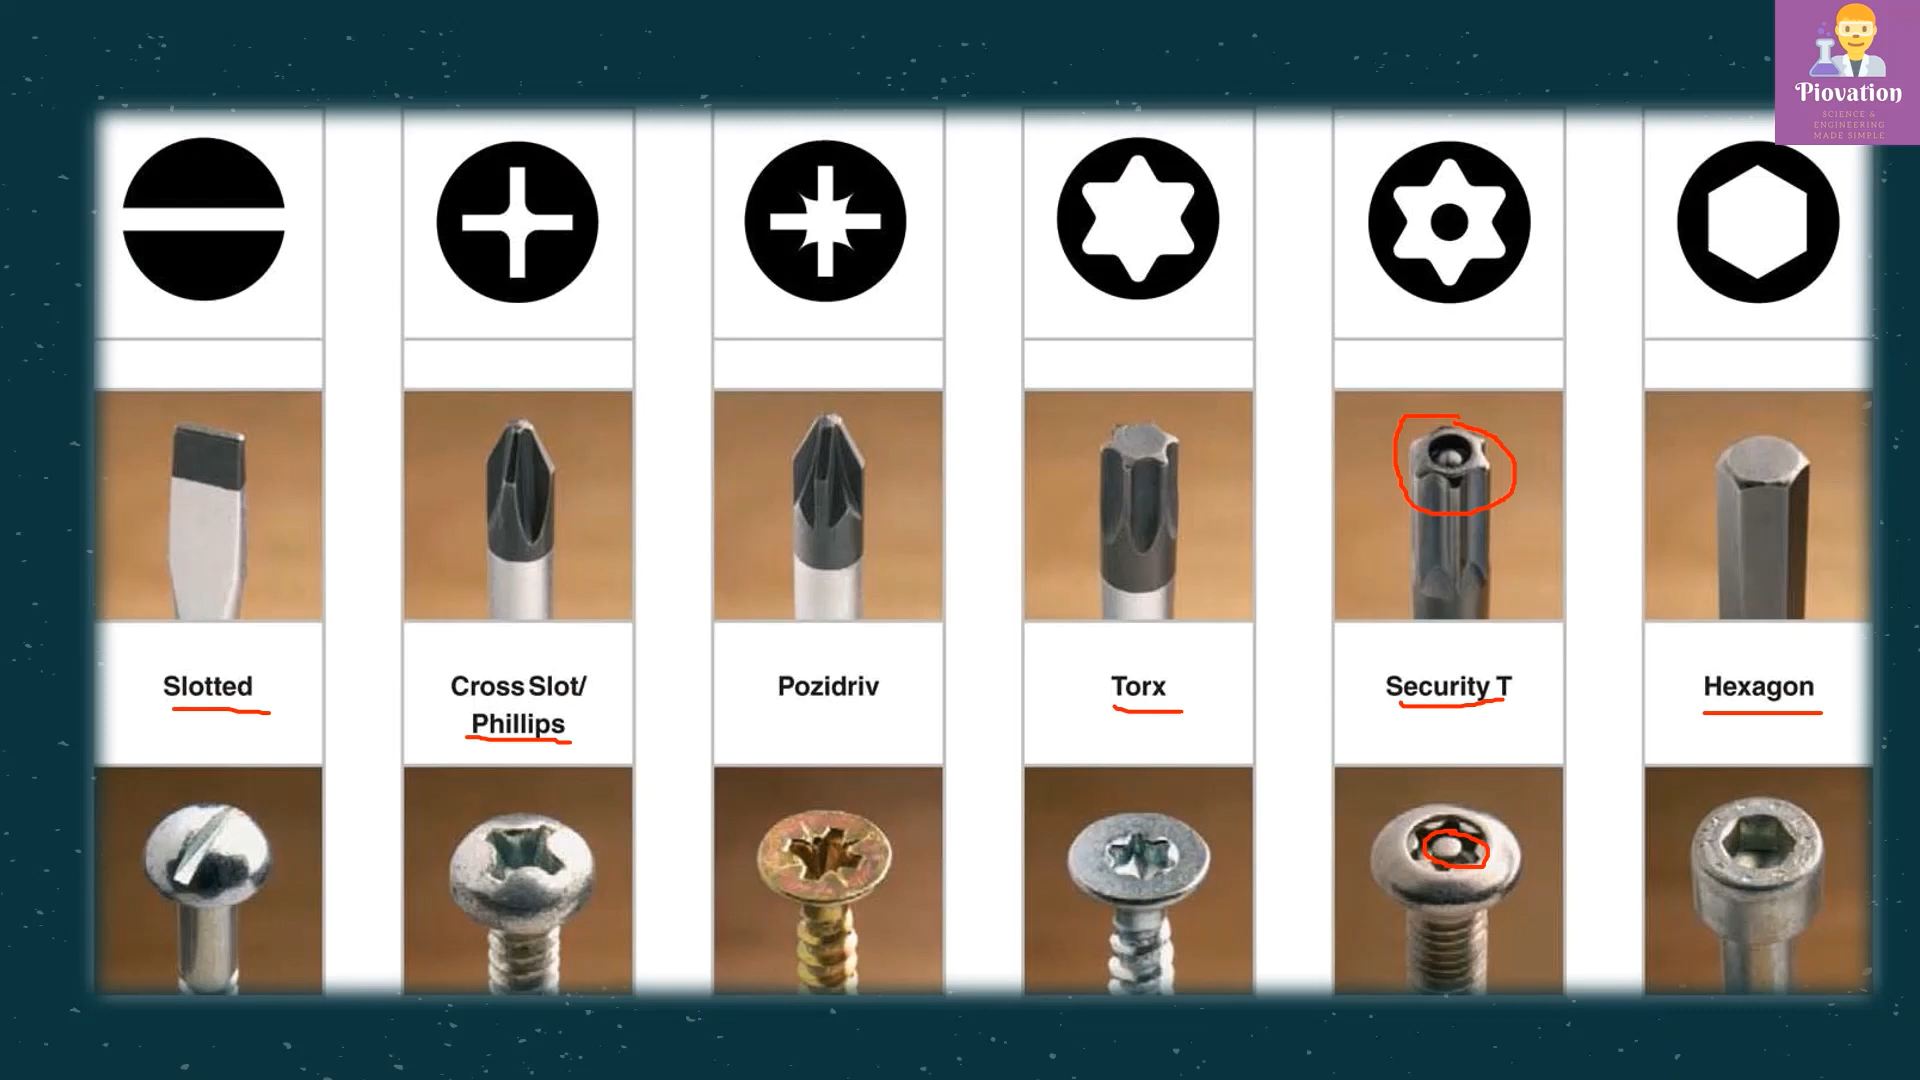 Piovation
SCIENCE &
ENGINEERING
MADE SIMPLE
Slotted
Cross Slot/
Phillips
Pozidriv
Torx
Security T
Hexagon